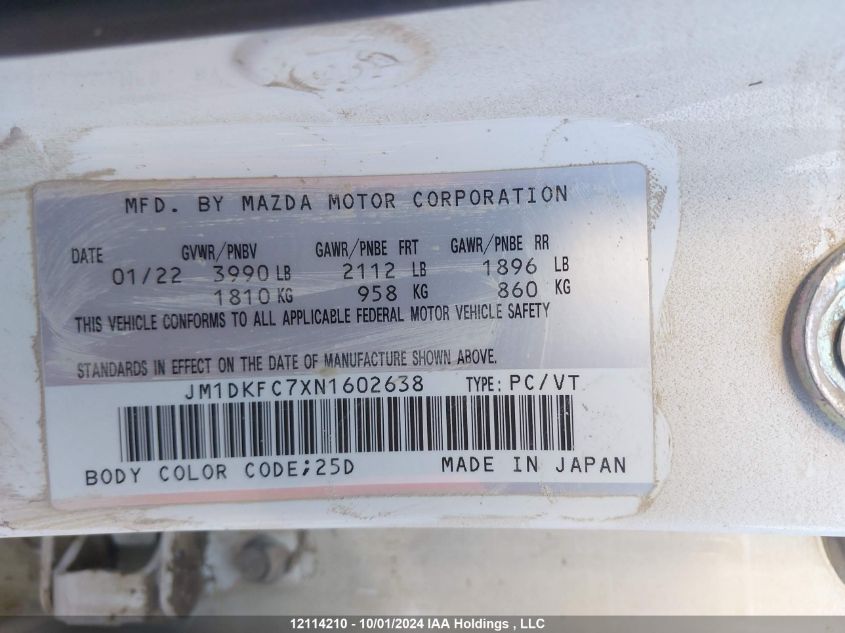 MFD. BY MAZDA MOTOR CORPORATION
DATE GVWR/PNBV GAWR/PNBE FRT GAWR/PNBE RR
01/22 3990 LB 2112 LB 1896 LB
1810 KG 958 KG 860 KG
THIS VEHICLE CONFORMS TO ALL APPLICABLE FEDERAL MOTOR VEHICLE SAFETY
STANDARDS IN EFFECT ON THE DATE OF MANUFACTURE SHOWN ABOVE.
JM1DKFC7XN1602638 TYPE: PC/VT
BODY COLOR CODE;25D MADE IN JAPAN
12114210 - 10/01/2024 IAA Holdings , LLC